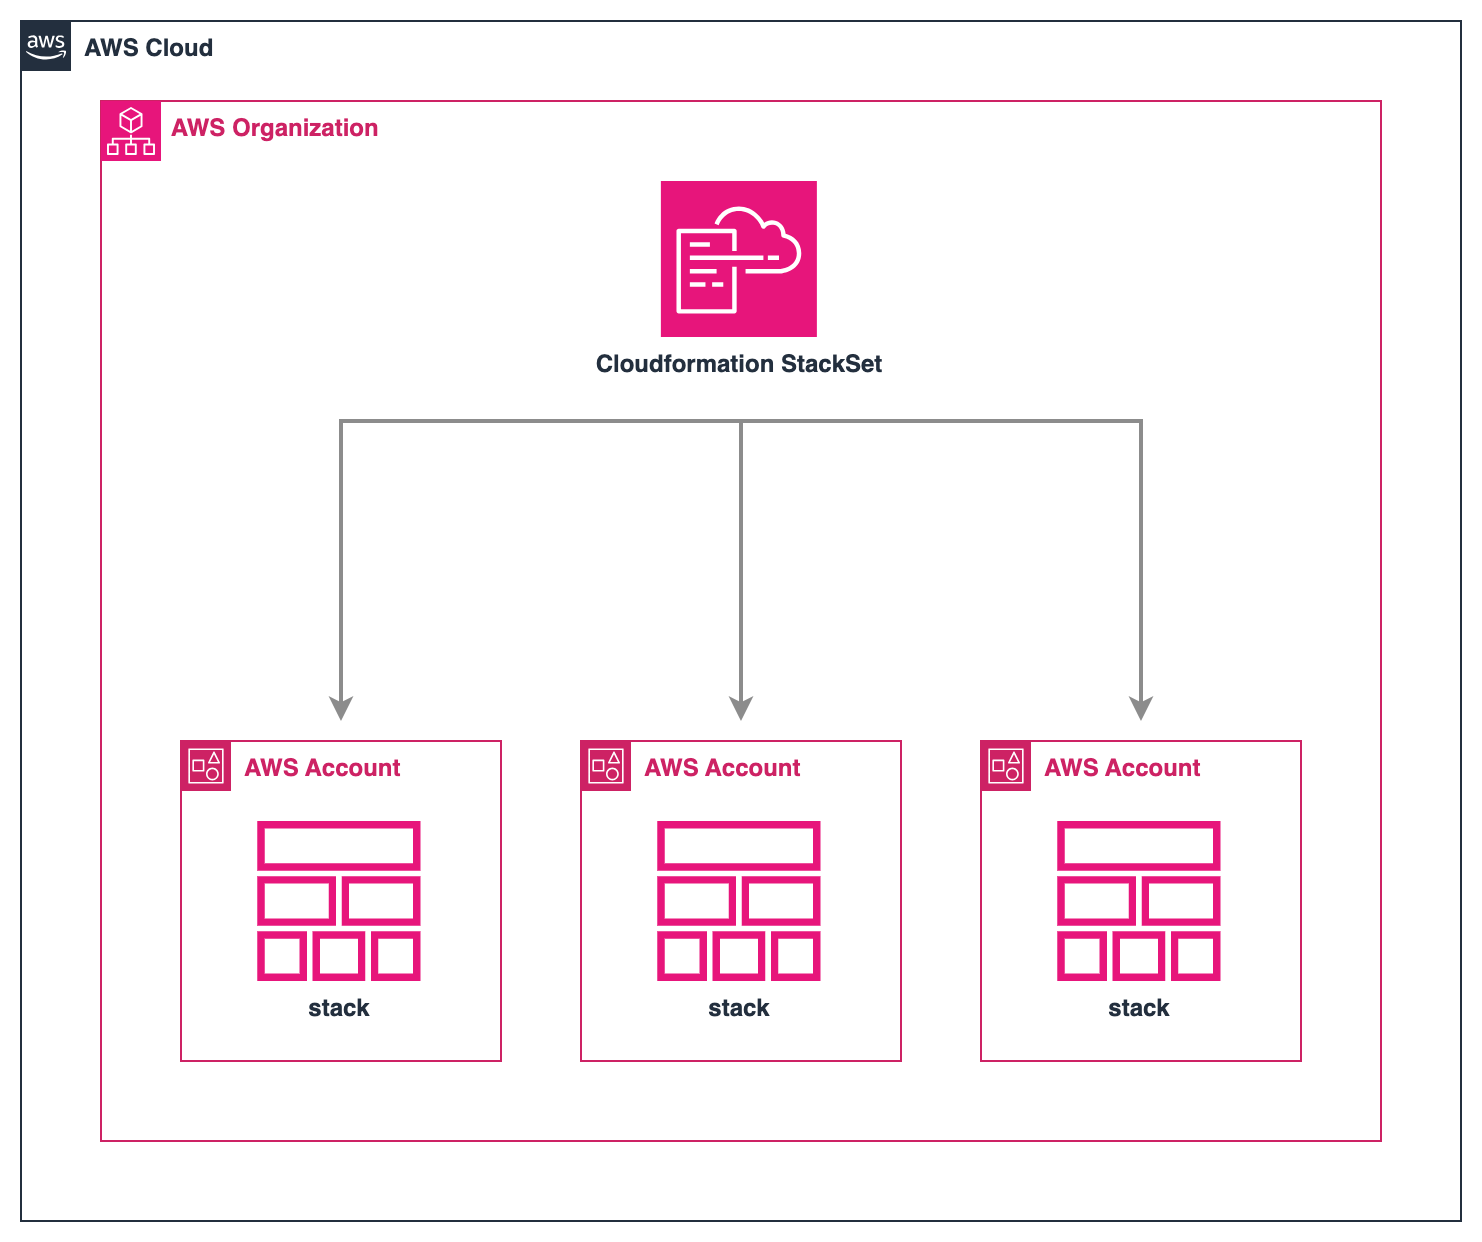 aws
AWS Cloud
AWS Organization
Cloudformation StackSet
AWS Account
AWS Account
AWS Account
stack
stack
stack